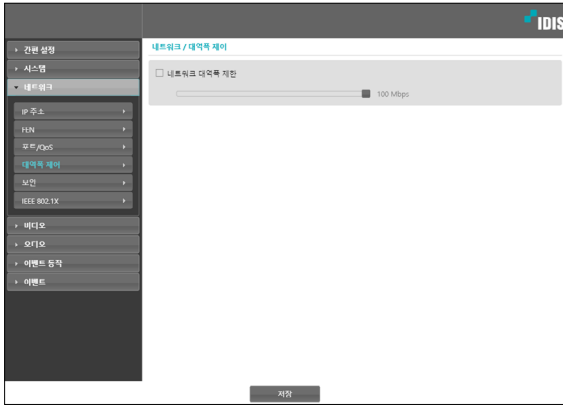 IDIS
간편 설정
시스템
네트워크
IP 주소
FEN
포트/QoS
대역폭 제어
보안
IEEE 802.1X
비디오
오디오
이벤트 동작
이벤트
네트워크 / 대역폭 제어
네트워크 대역폭 제한
100 Mbps
저장